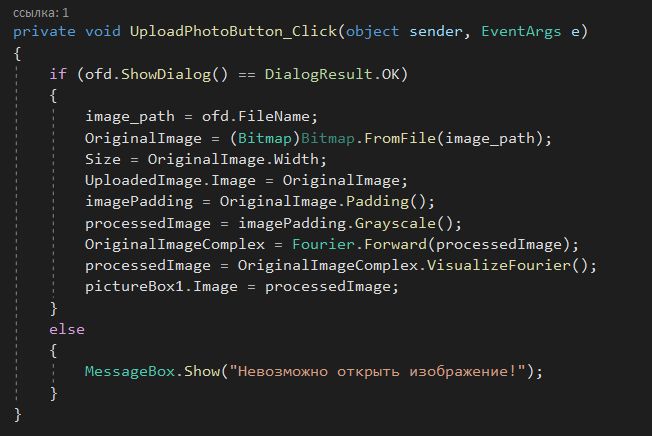 ссылка: 1
private void UploadPhotoButton_Click(object sender, EventArgs e)
{
    if (ofd.ShowDialog() == DialogResult.OK)
    {
        image_path = ofd.FileName;
        OriginalImage = (Bitmap)Bitmap.FromFile(image_path);
        Size = OriginalImage.Width;
        UploadedImage.Image = OriginalImage;
        imagePadding = OriginalImage.Padding();
        processedImage = imagePadding.Grayscale();
        OriginalImageComplex = Fourier.Forward(processedImage);
        processedImage = OriginalImageComplex.VisualizeFourier();
        pictureBox1.Image = processedImage;
    }
    else
    {
        MessageBox.Show("Невозможно открыть изображение!");
    }
}